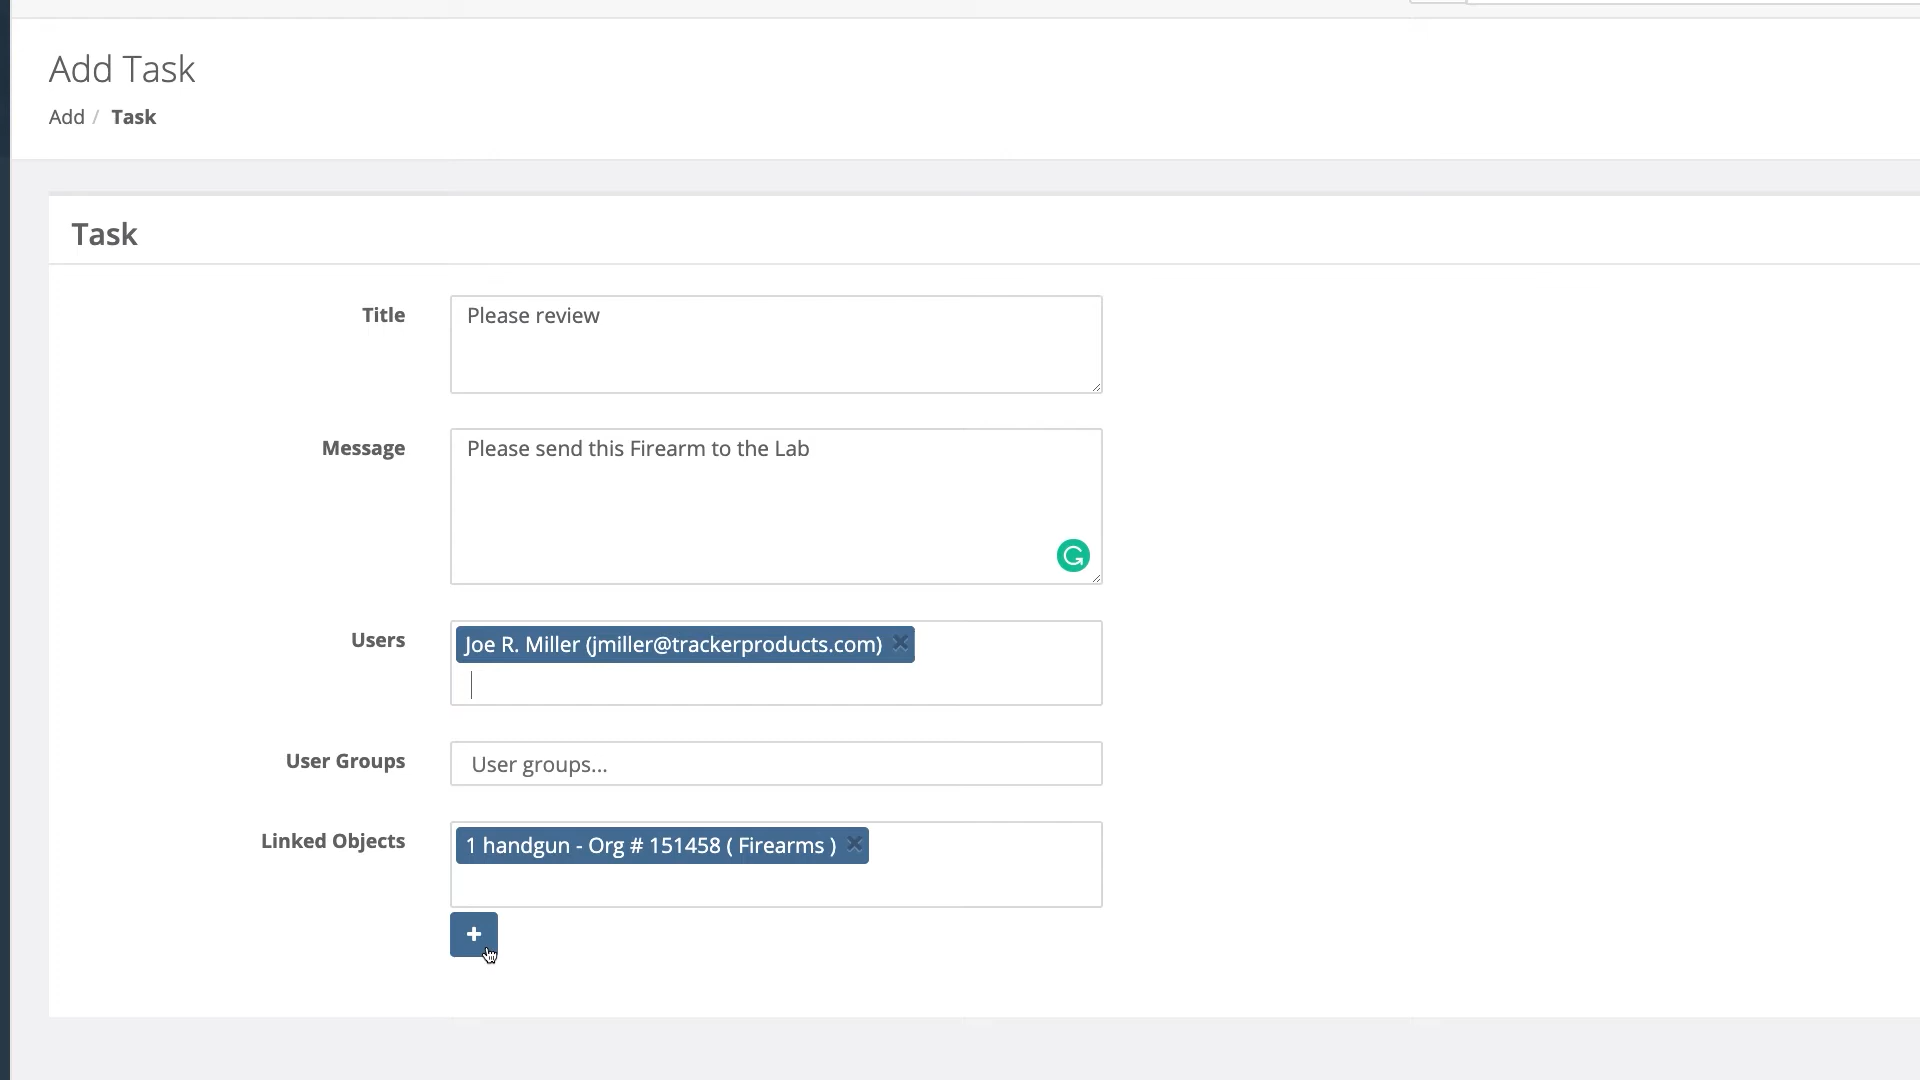 Add Task
Add / Task
Task
Title
Please review
Message
Please send this Firearm to the Lab
Users
Joe R. Miller (jmiller@trackerproducts.com)
User Groups
User groups...
Linked Objects
1 handgun - Org # 151458 ( Firearms )